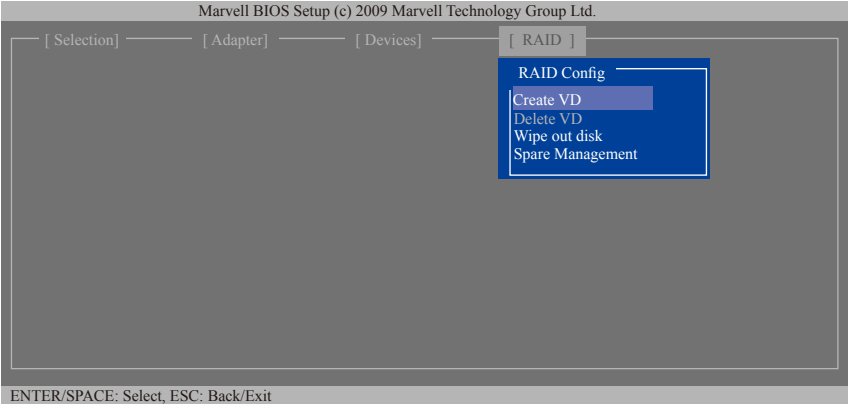 Marvell BIOS Setup (c) 2009 Marvell Technology Group Ltd.
[ Selection] [ Adapter] [ Devices] [ RAID ]
RAID Config
Create VD
Delete VD
Wipe out disk
Spare Management
ENTER/SPACE: Select, ESC: Back/Exit